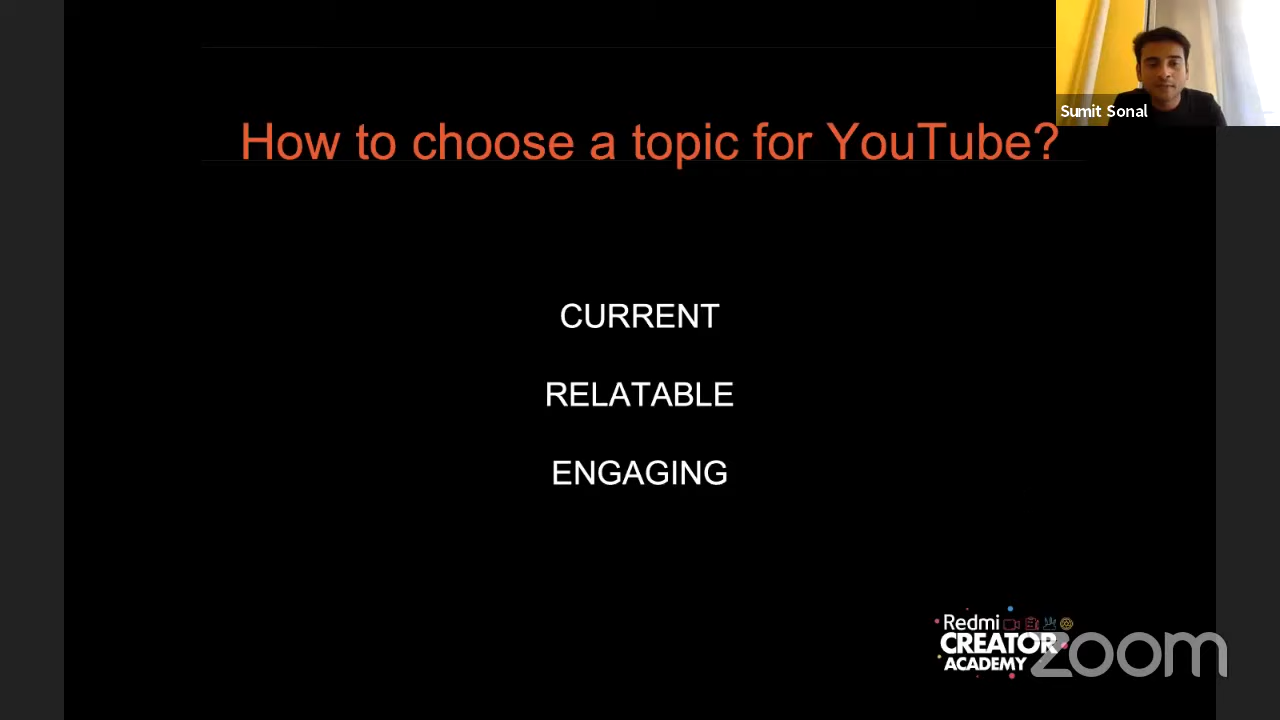 Sumit Sonal
How to choose a topic for YouTube?
CURRENT
RELATABLE
ENGAGING
Redmi
CREATOR
ACADEMY
zoom